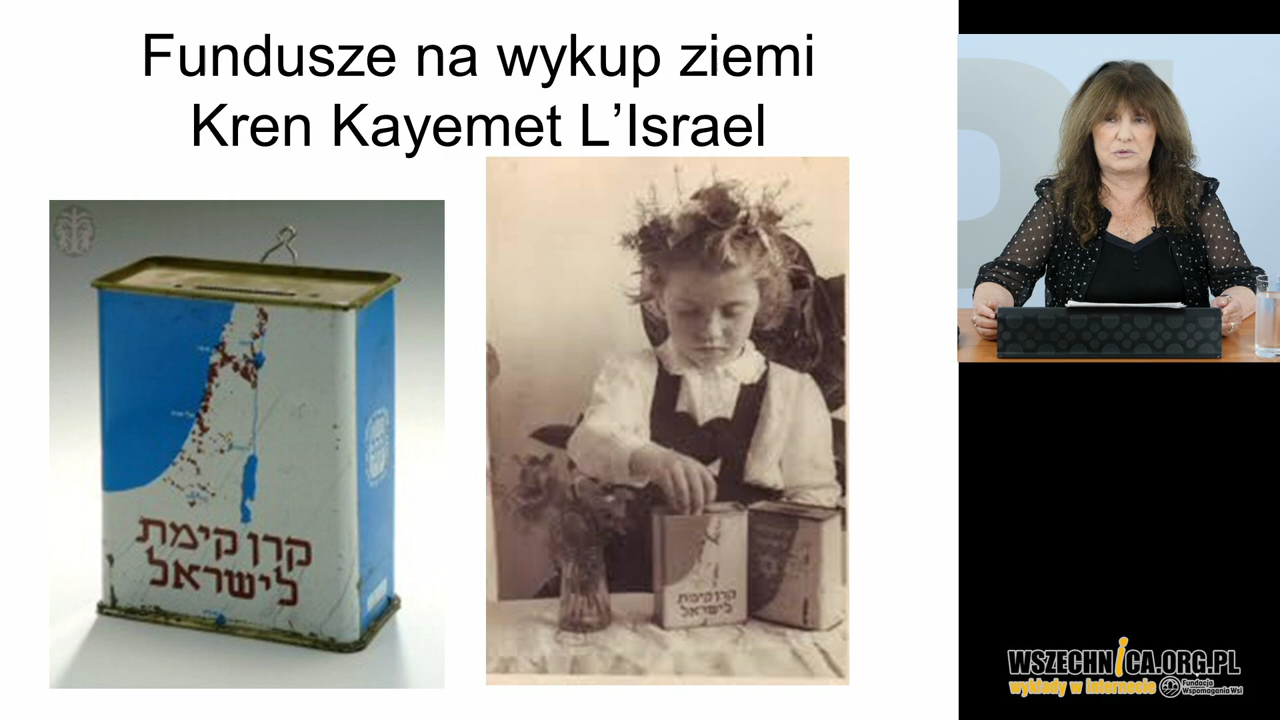 Fundusze na wykup ziemi
Kren Kayemet L’Israel
קרן קימת
לישראל
קרן קימת
לישראל
WSZECHNICA.ORG.PL
wykłady w internecie
Fundacja
Wspomagania Wsi